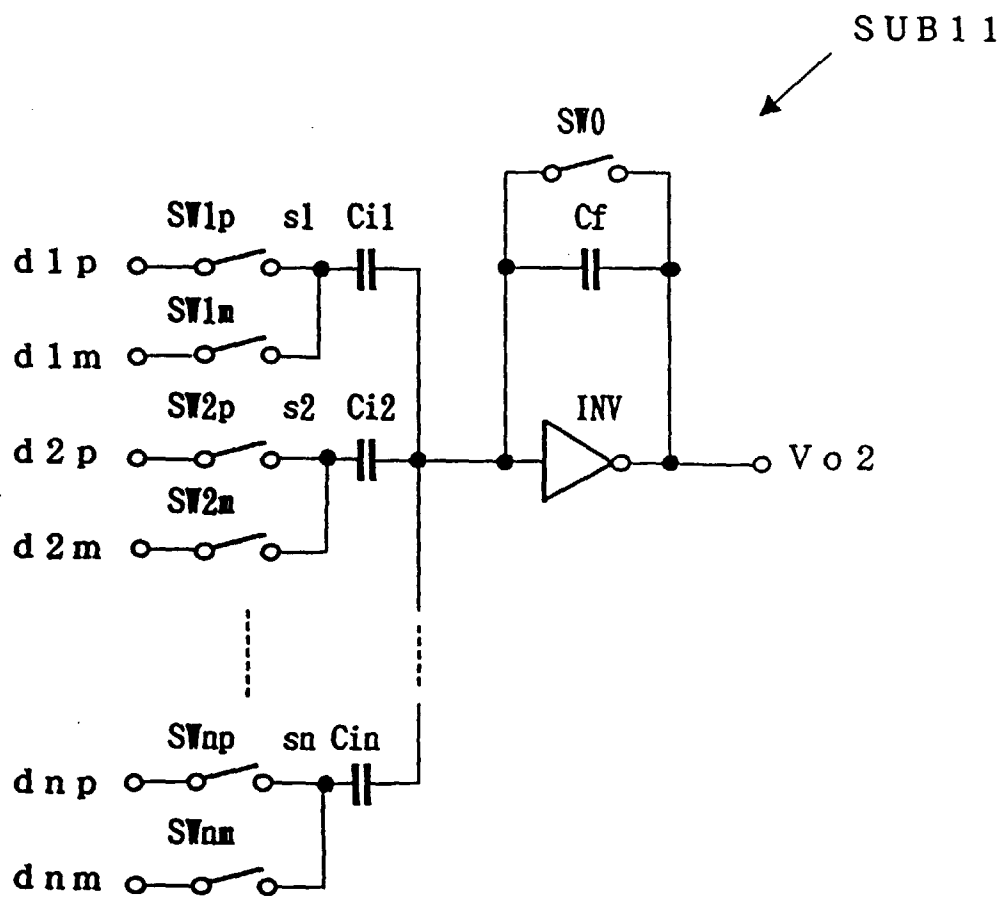 SUB11
SW0
Cf
SW1p s1 Ci1
d1p
SW1m
d1m
SW2p s2 Ci2
INV
d2p
Vo2
SW2m
d2m
SWnp sn Cin
dnp
SWnm
dnm